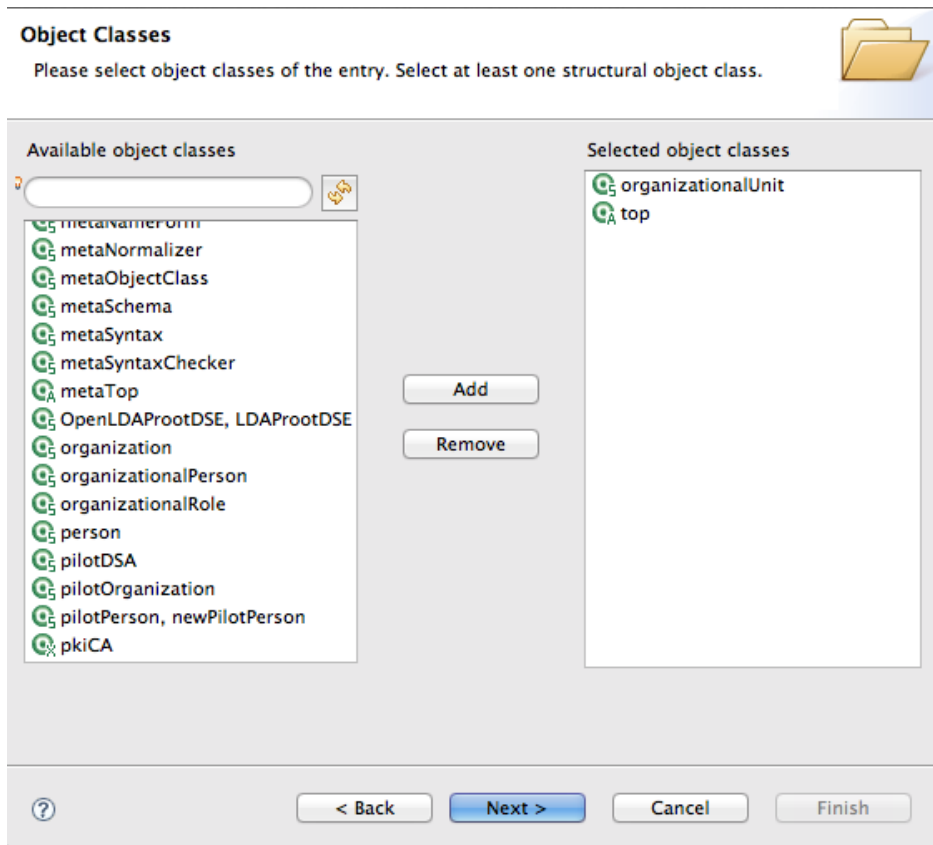 Object Classes
Please select object classes of the entry. Select at least one structural object class.
Available object classes
metaNameForm
metaNormalizer
metaObjectClass
metaSchema
metaSyntax
metaSyntaxChecker
metaTop
OpenLDAProotDSE, LDAProotDSE
organization
organizationalPerson
organizationalRole
person
pilotDSA
pilotOrganization
pilotPerson, newPilotPerson
pkiCA
Add
Remove
Selected object classes
organizationalUnit
top
?
< Back
Next >
Cancel
Finish